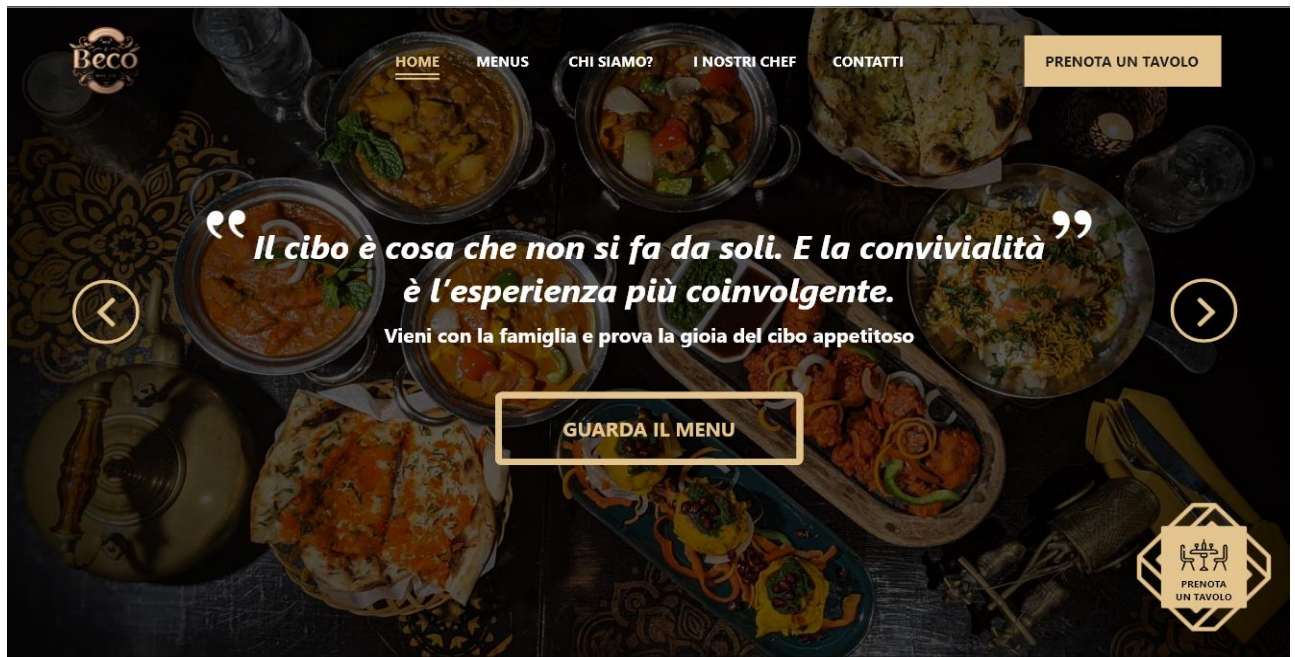 Beco
HOME MENUS CHI SIAMO? I NOSTRI CHEF CONTATTI
PRENOTA UN TAVOLO
” Il cibo è cosa che non si fa da soli. E la convivialità ”
è l’esperienza più coinvolgente.
Vieni con la famiglia e prova la gioia del cibo appetitoso
GUARDA IL MENU
PRENOTA
UN TAVOLO